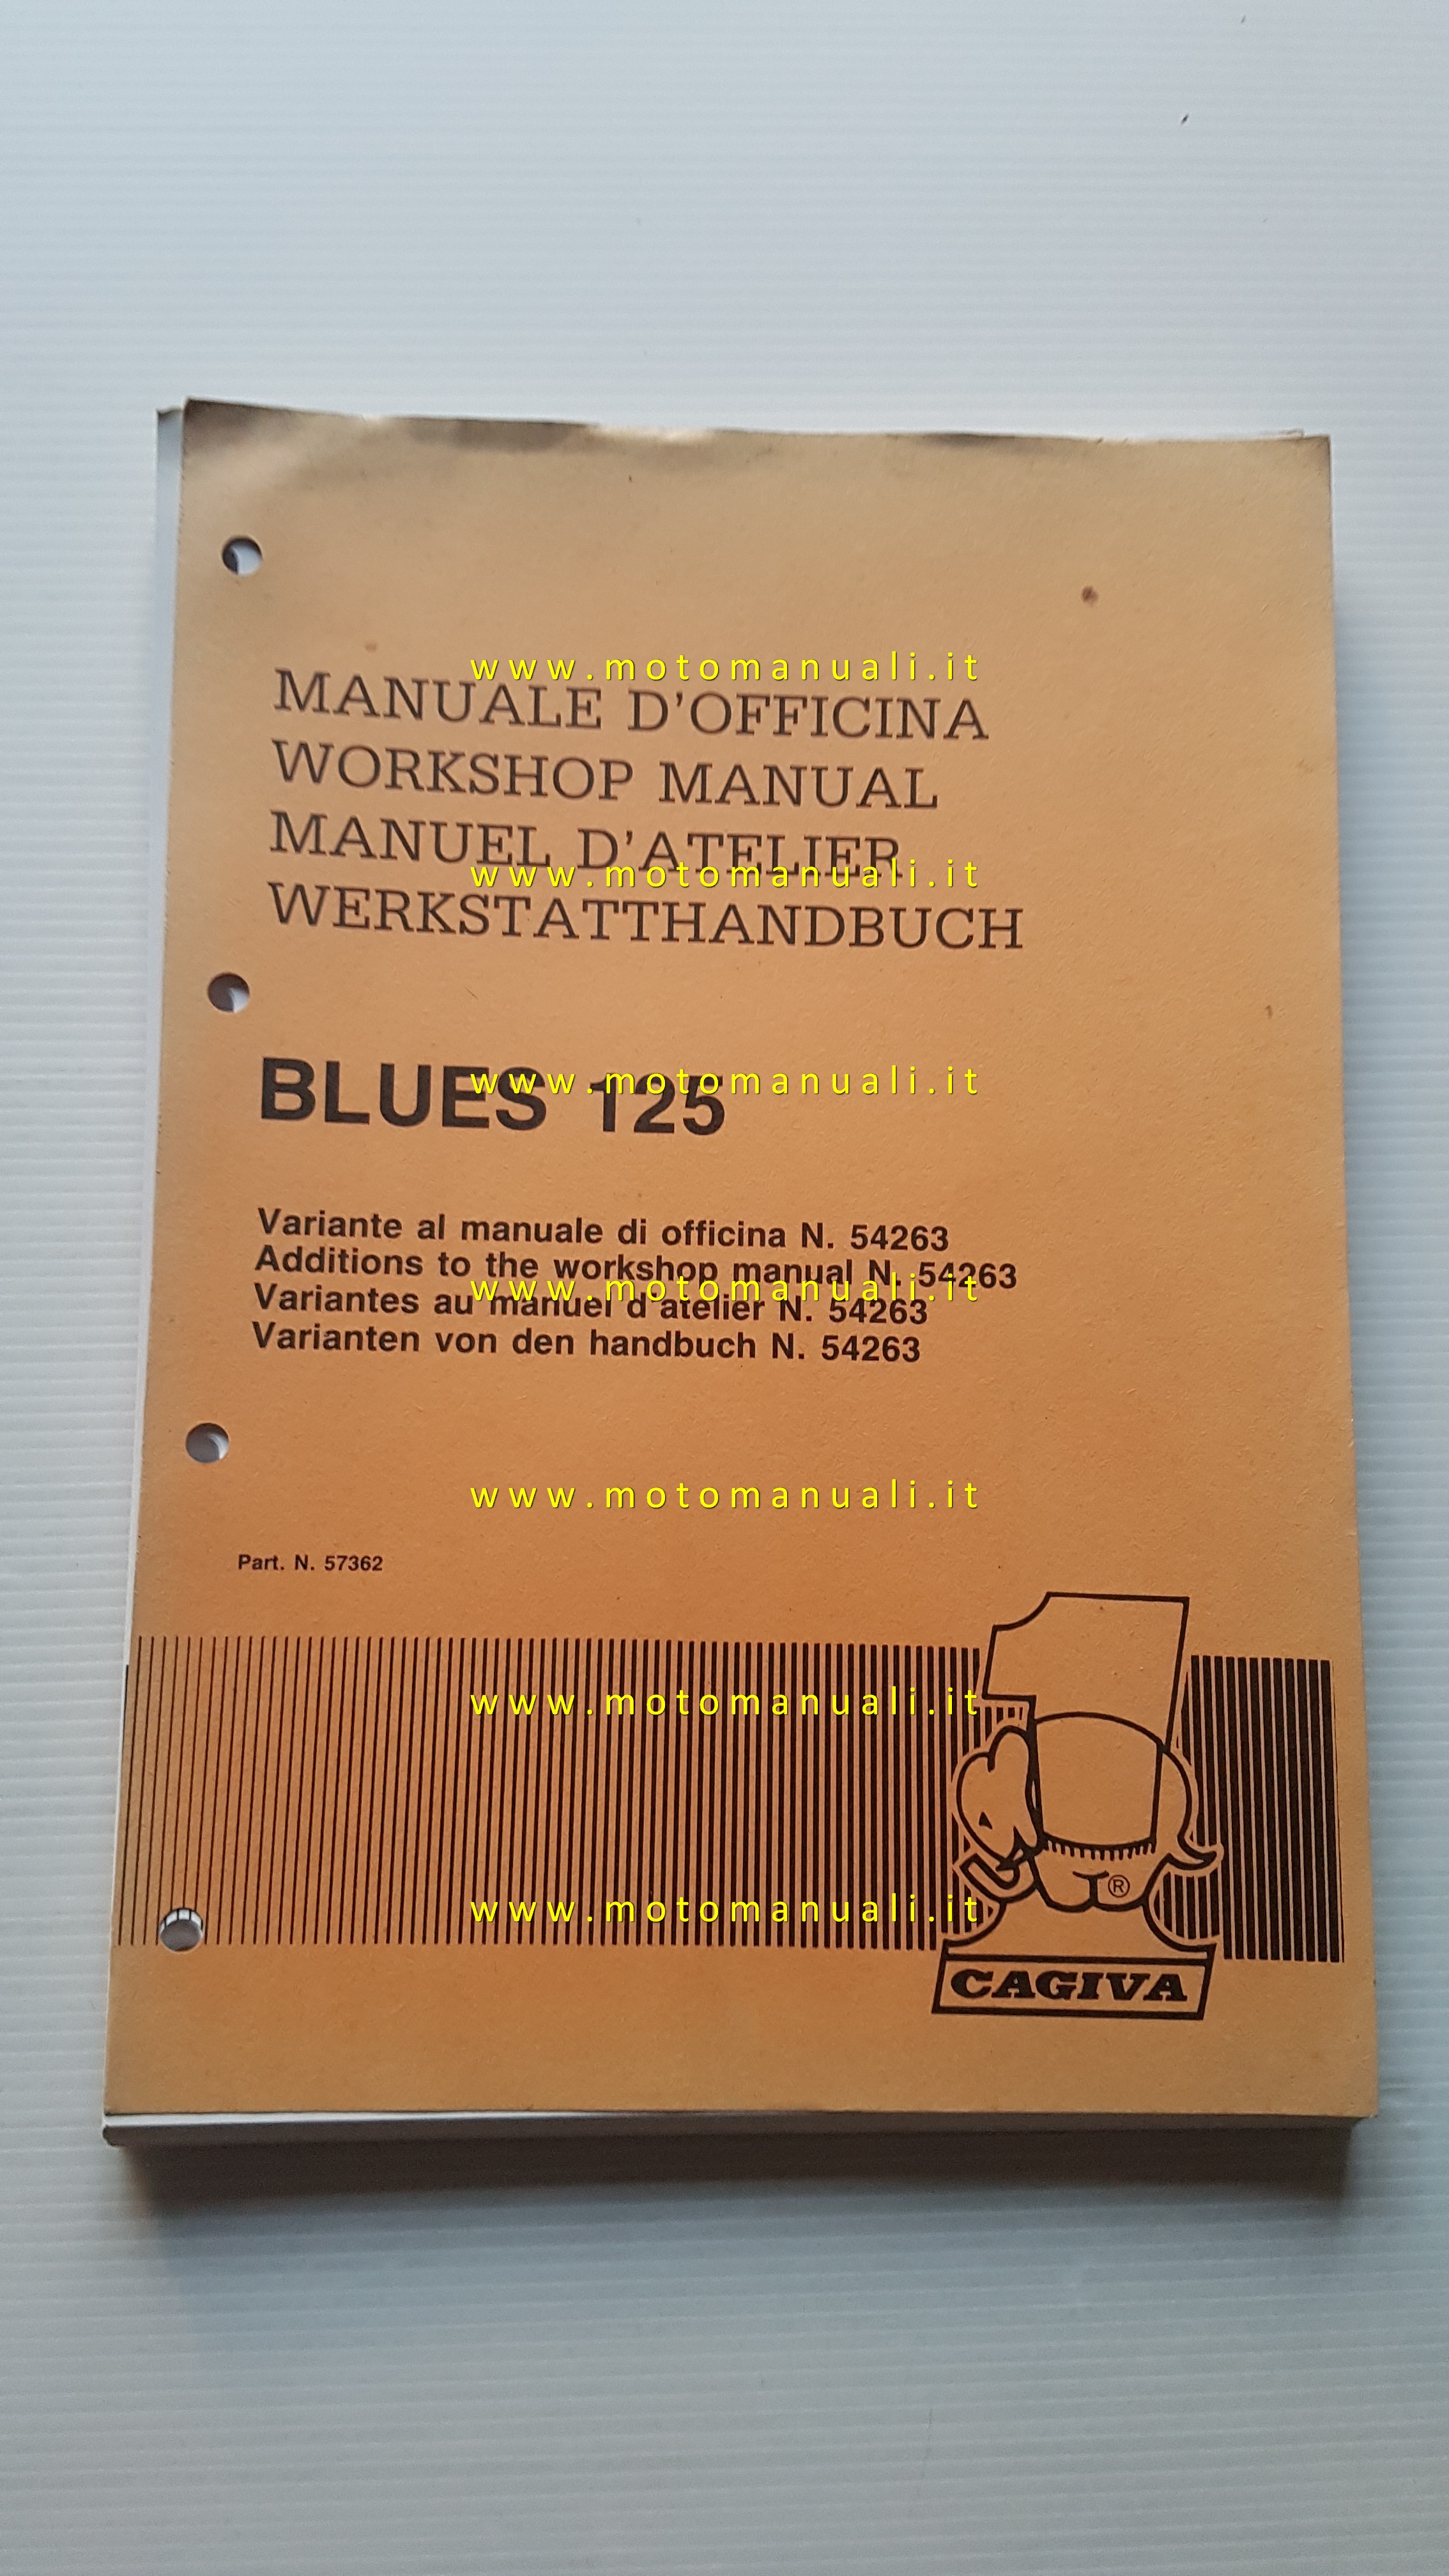 www.motomanuali.it
MANUALE D'OFFICINA
WORKSHOP MANUAL
MANUEL D'ATELIER
www.motomanuali.it
WERKSTATTHANDBUCH
www.motomanuali.it
BLUES 125
Variante al manuale di officina N. 54263
Additions to the workshop manual N. 54263
www.motomanuali.it
Variantes au manuel d'atelier N. 54263
Varianten von den handbuch N. 54263
www.motomanuali.it
Part. N. 57362
www.motomanuali.it
®
www.motomanuali.it
CAGIVA